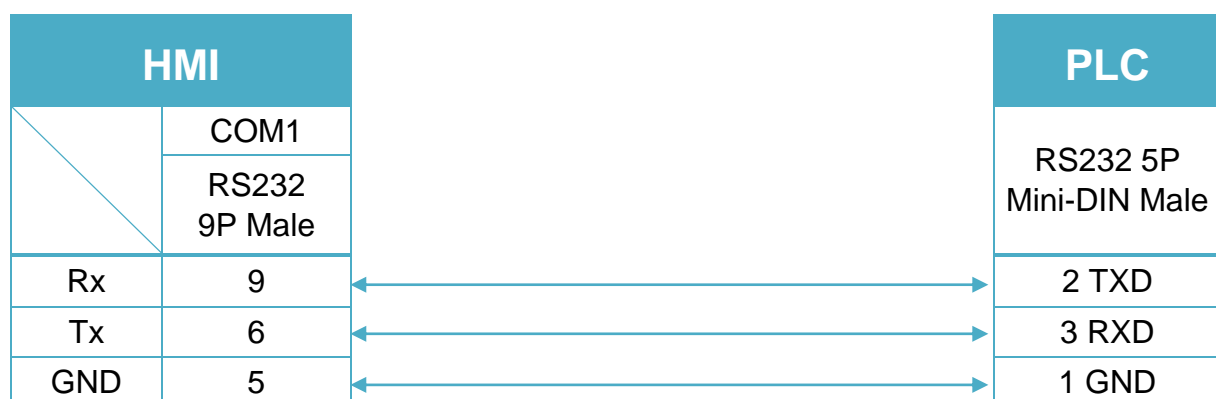 HMI
PLC
COM1
RS232
9P Male
RS232 5P
Mini-DIN Male
Rx 9 2 TXD
Tx 6 3 RXD
GND 5 1 GND